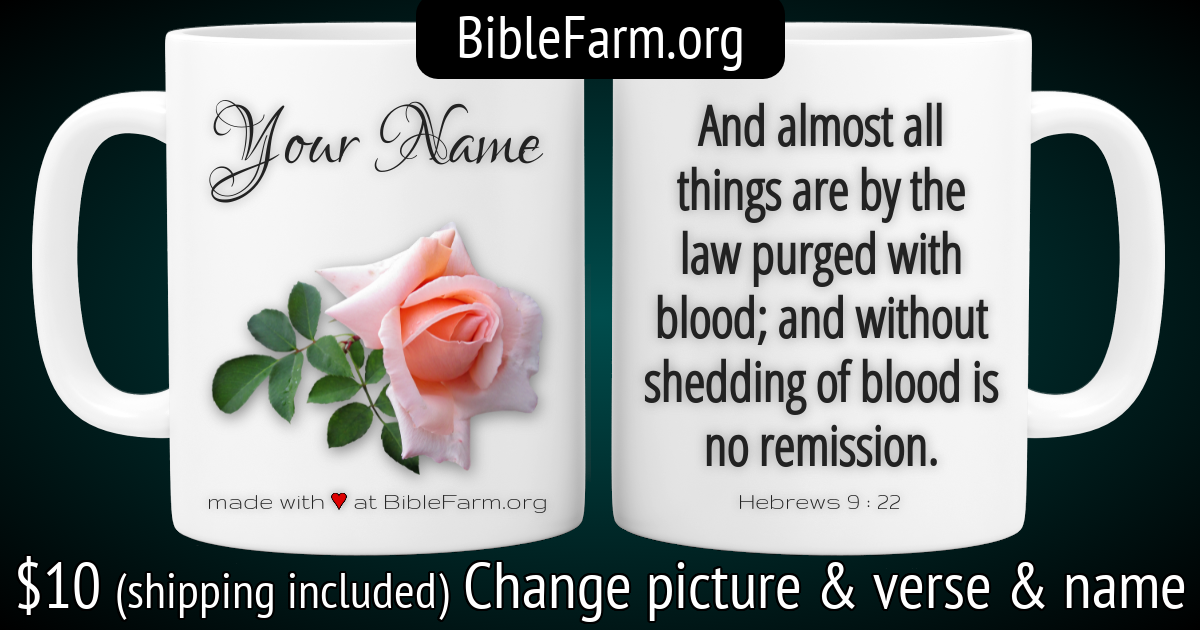 BibleFarm.org
Your Name
made with ♥ at BibleFarm.org
And almost all
things are by the
law purged with
blood; and without
shedding of blood is
no remission.
Hebrews 9 : 22
$10 (shipping included) Change picture & verse & name